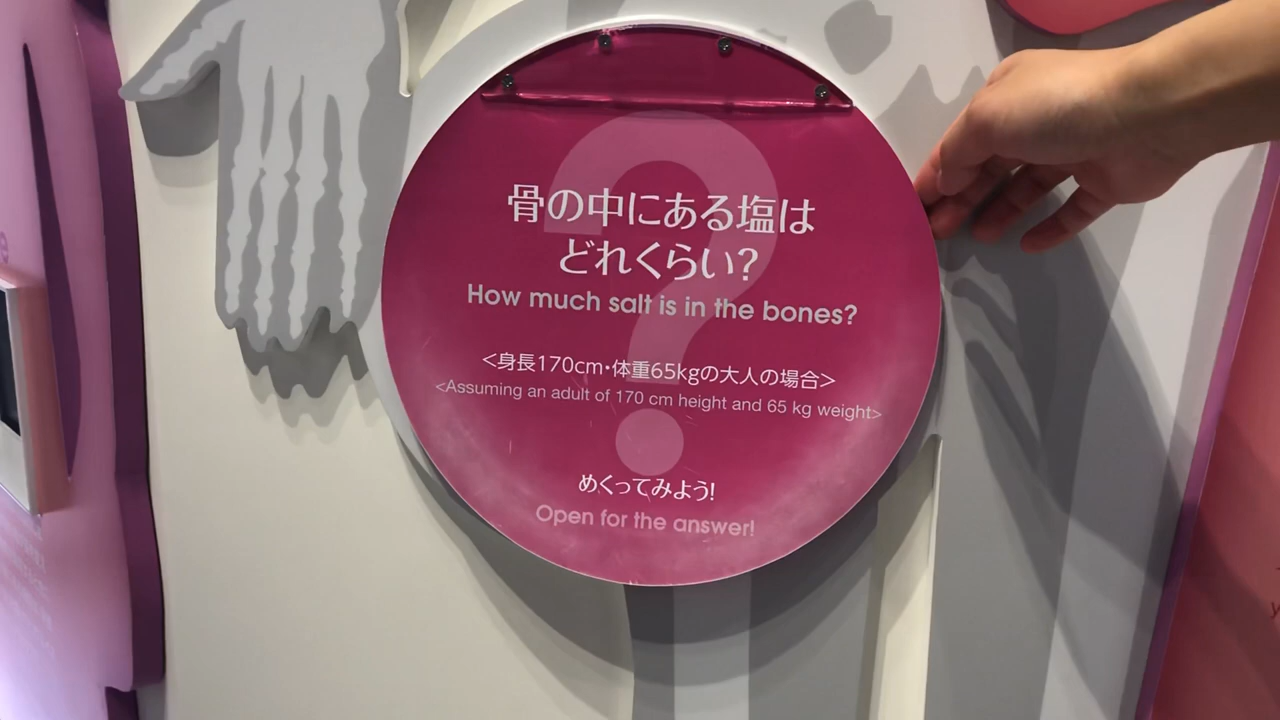 骨の中にある塩は
どれくらい?
How much salt is in the bones?
<身長170cm・体重65kgの大人の場合>
<Assuming an adult of 170 cm height and 65 kg weight>
めくってみよう!
Open for the answer!